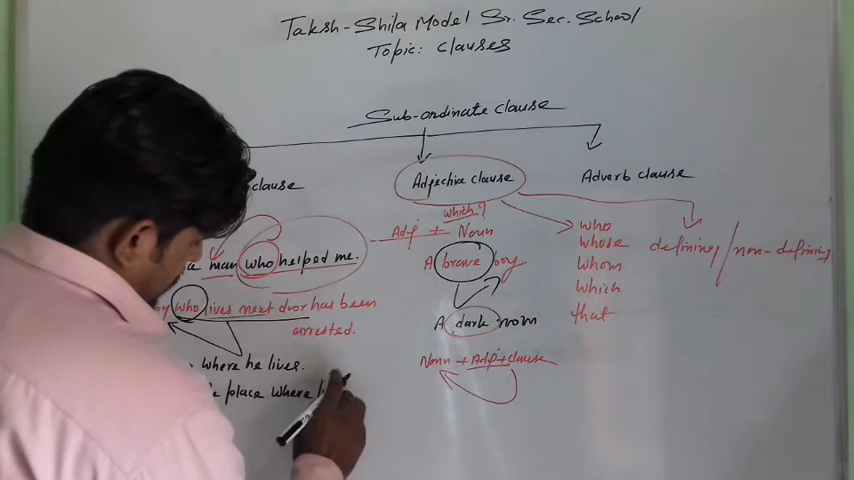 Taksh-Shila Model Sr. Sec. School
Topic: Clauses
Sub-ordinate clause
clause
Adjective clause
Adverb clause
which?
Adj + Noun
who
whose
whom
which
that
defining/non-defining
man who helped me.
A brave boy
who lives next door has been
arrested.
A dark room
where he lives.
place where
Noun + Adj + clause